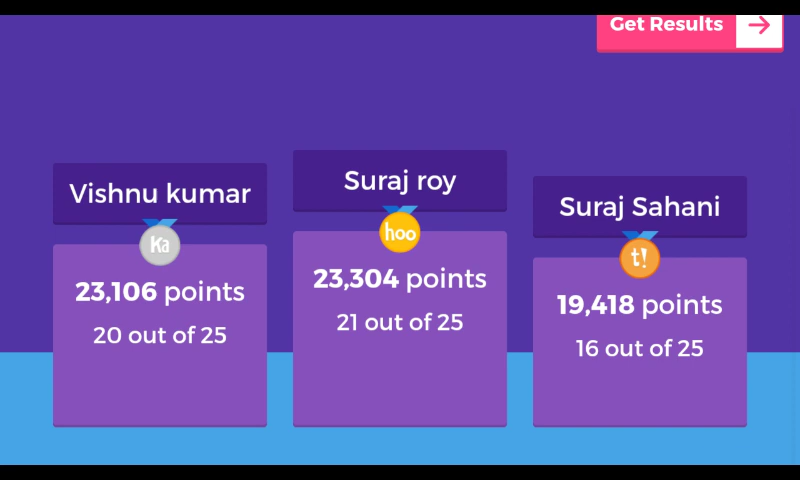 Get Results
Vishnu kumar
Ka
23,106 points
20 out of 25
Suraj roy
hoo
23,304 points
21 out of 25
Suraj Sahani
t!
19,418 points
16 out of 25